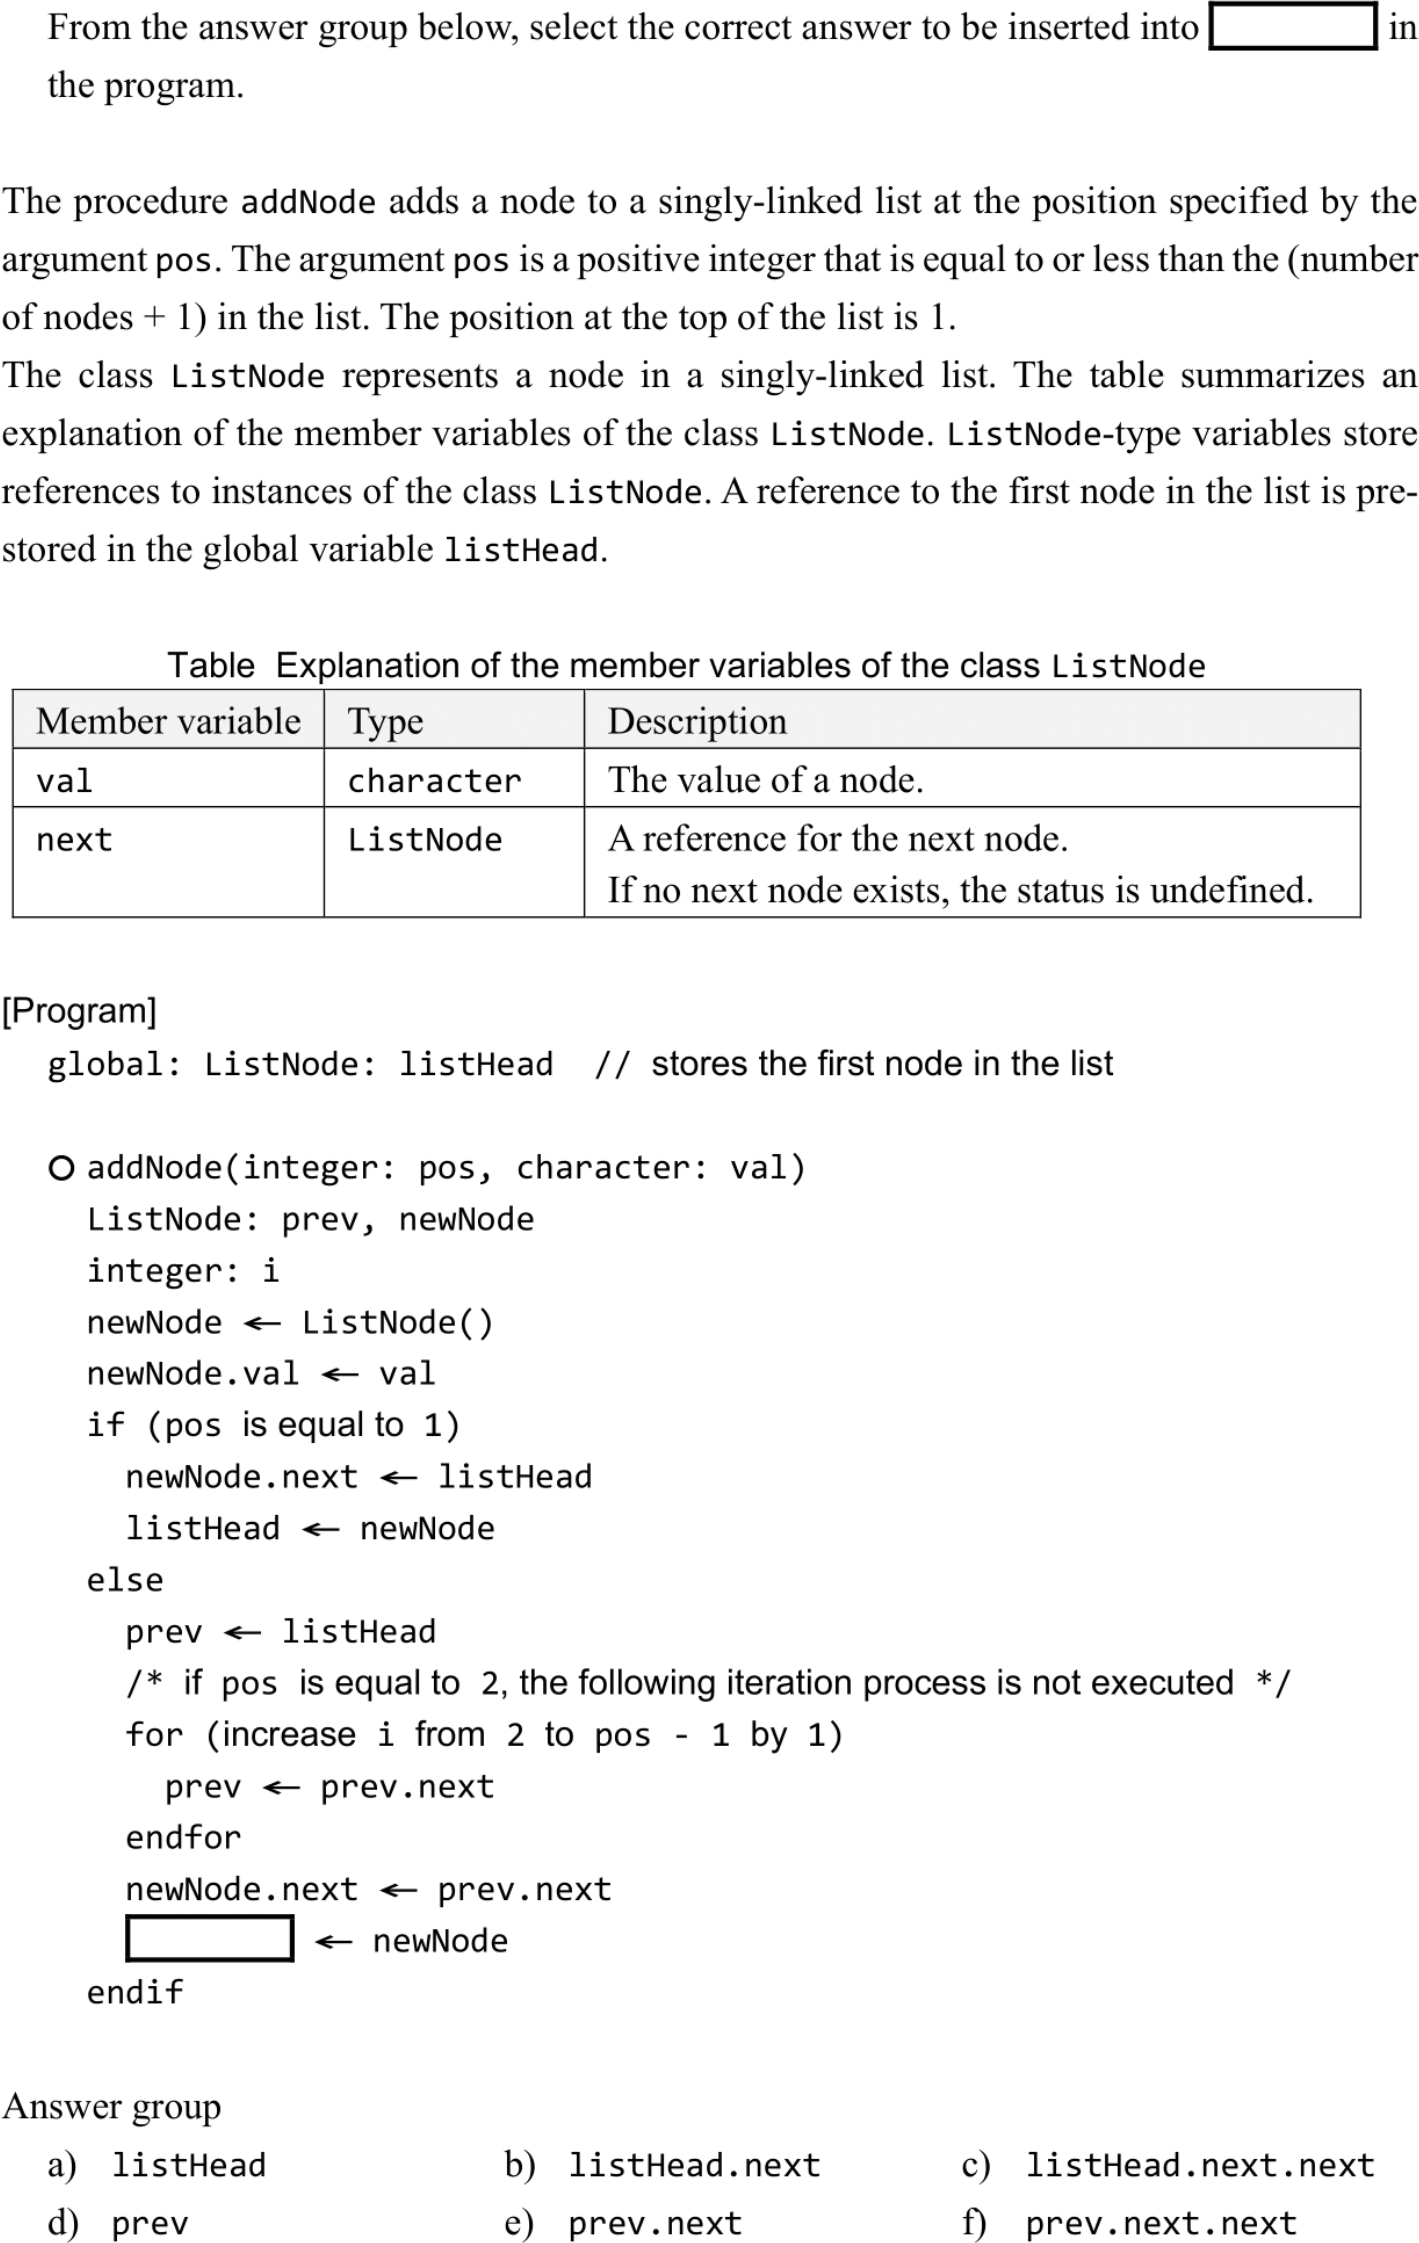 From the answer group below, select the correct answer to be inserted into in
the program.
The procedure addNode adds a node to a singly-linked list at the position specified by the
argument pos. The argument pos is a positive integer that is equal to or less than the (number
of nodes + 1) in the list. The position at the top of the list is 1.
The class ListNode represents a node in a singly-linked list. The table summarizes an
explanation of the member variables of the class ListNode. ListNode-type variables store
references to instances of the class ListNode. A reference to the first node in the list is pre-
stored in the global variable listHead.
Table Explanation of the member variables of the class ListNode
Member variable Type Description
val character The value of a node.
next ListNode A reference for the next node.
If no next node exists, the status is undefined.
[Program]
global: ListNode: listHead // stores the first node in the list
○ addNode(integer: pos, character: val)
ListNode: prev, newNode
integer: i
newNode ← ListNode()
newNode.val ← val
if (pos is equal to 1)
newNode.next ← listHead
listHead ← newNode
else
prev ← listHead
/* if pos is equal to 2, the following iteration process is not executed */
for (increase i from 2 to pos - 1 by 1)
prev ← prev.next
endfor
newNode.next ← prev.next
← newNode
endif
Answer group
a) listHead b) listHead.next c) listHead.next.next
d) prev e) prev.next f) prev.next.next